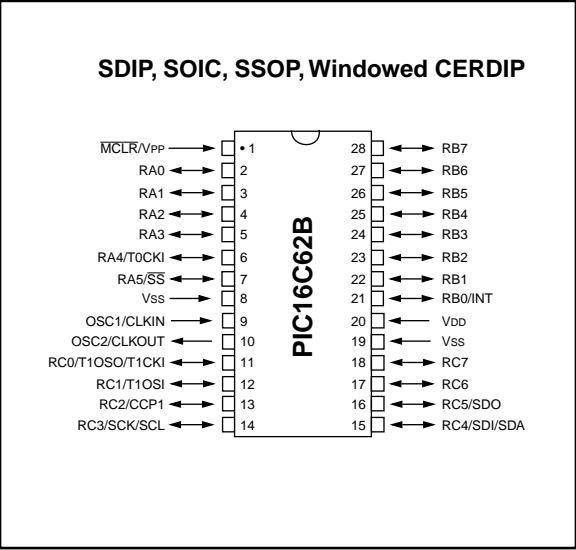 SDIP, SOIC, SSOP, Windowed CERDIP
MCLR/VPP 1 28 RB7
RA0 2 27 RB6
RA1 3 26 RB5
RA2 4 25 RB4
RA3 5 24 RB3
RA4/T0CKI 6 23 RB2
RA5/SS 7 22 RB1
VSS 8 21 RB0/INT
OSC1/CLKIN 9 20 VDD
OSC2/CLKOUT 10 19 VSS
RC0/T1OSO/T1CKI 11 18 RC7
RC1/T1OSI 12 17 RC6
RC2/CCP1 13 16 RC5/SDO
RC3/SCK/SCL 14 15 RC4/SDI/SDA
PIC16C62B